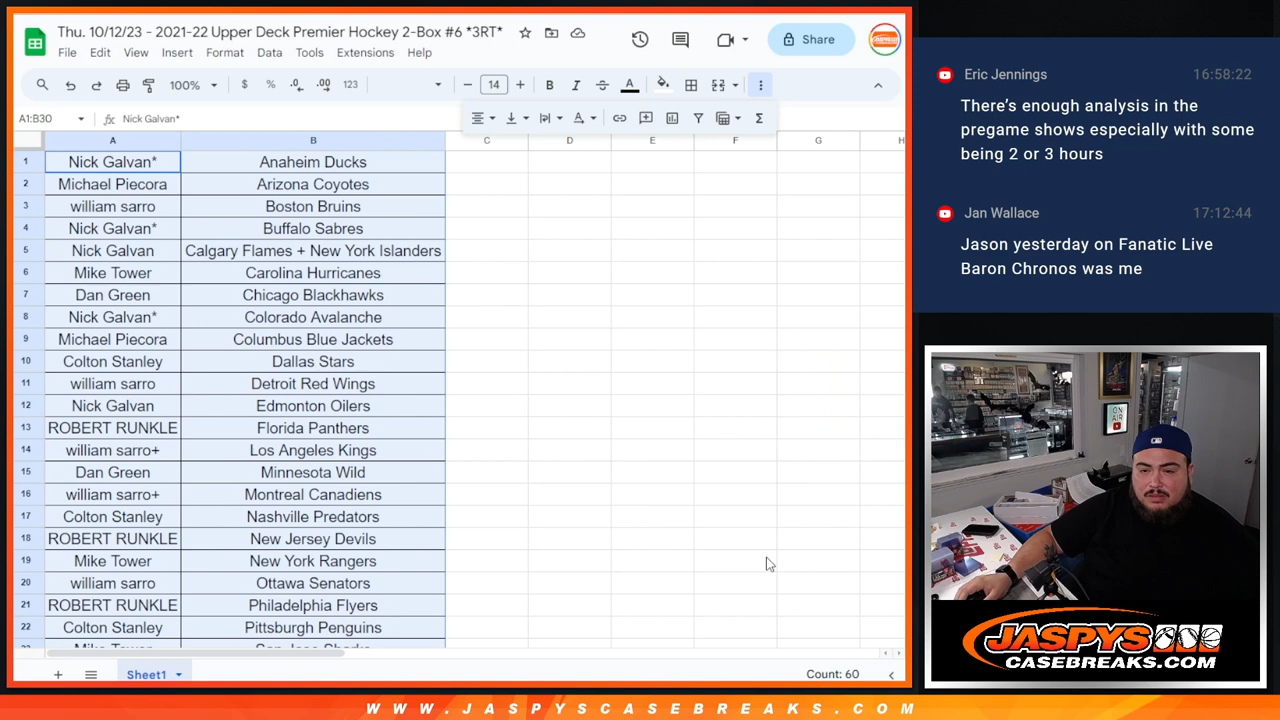 Thu. 10/12/23 - 2021-22 Upper Deck Premier Hockey 2-Box #6 *3RT*
File Edit View Insert Format Data Tools Extensions Help
Share
100% $ % .0 .00 123 14 B I A
A1:B30 fx Nick Galvan*
A B C D E F G H
1 Nick Galvan* Anaheim Ducks
2 Michael Piecora Arizona Coyotes
3 william sarro Boston Bruins
4 Nick Galvan* Buffalo Sabres
5 Nick Galvan Calgary Flames + New York Islanders
6 Mike Tower Carolina Hurricanes
7 Dan Green Chicago Blackhawks
8 Nick Galvan* Colorado Avalanche
9 Michael Piecora Columbus Blue Jackets
10 Colton Stanley Dallas Stars
11 william sarro Detroit Red Wings
12 Nick Galvan Edmonton Oilers
13 ROBERT RUNKLE Florida Panthers
14 william sarro+ Los Angeles Kings
15 Dan Green Minnesota Wild
16 william sarro+ Montreal Canadiens
17 Colton Stanley Nashville Predators
18 ROBERT RUNKLE New Jersey Devils
19 Mike Tower New York Rangers
20 william sarro Ottawa Senators
21 ROBERT RUNKLE Philadelphia Flyers
22 Colton Stanley Pittsburgh Penguins
Sheet1
Count: 60
Eric Jennings 16:58:22
There's enough analysis in the
pregame shows especially with some
being 2 or 3 hours
Jan Wallace 17:12:44
Jason yesterday on Fanatic Live
Baron Chronos was me
ON
AIR
JASPYS
CASEBREAKS.COM
WWW.JASPYSCASEBREAKS.COM